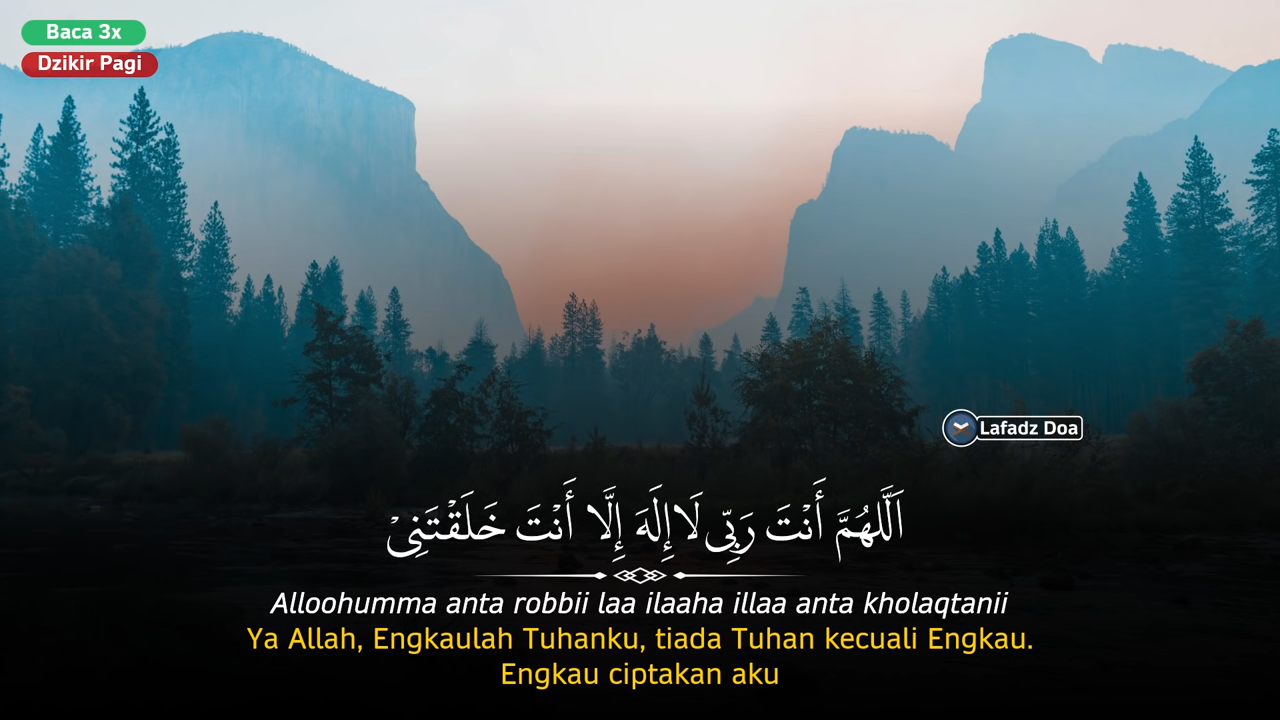 Baca 3x
Dzikir Pagi
Lafadz Doa
اَللّٰهُمَّ أَنْتَ رَبِّيْ لَاإِلَهَ إِلَّا أَنْتَ خَلَقْتَنِيْ
Alloohumma anta robbii laa ilaaha illaa anta kholaqtanii
Ya Allah, Engkaulah Tuhanku, tiada Tuhan kecuali Engkau.
Engkau ciptakan aku